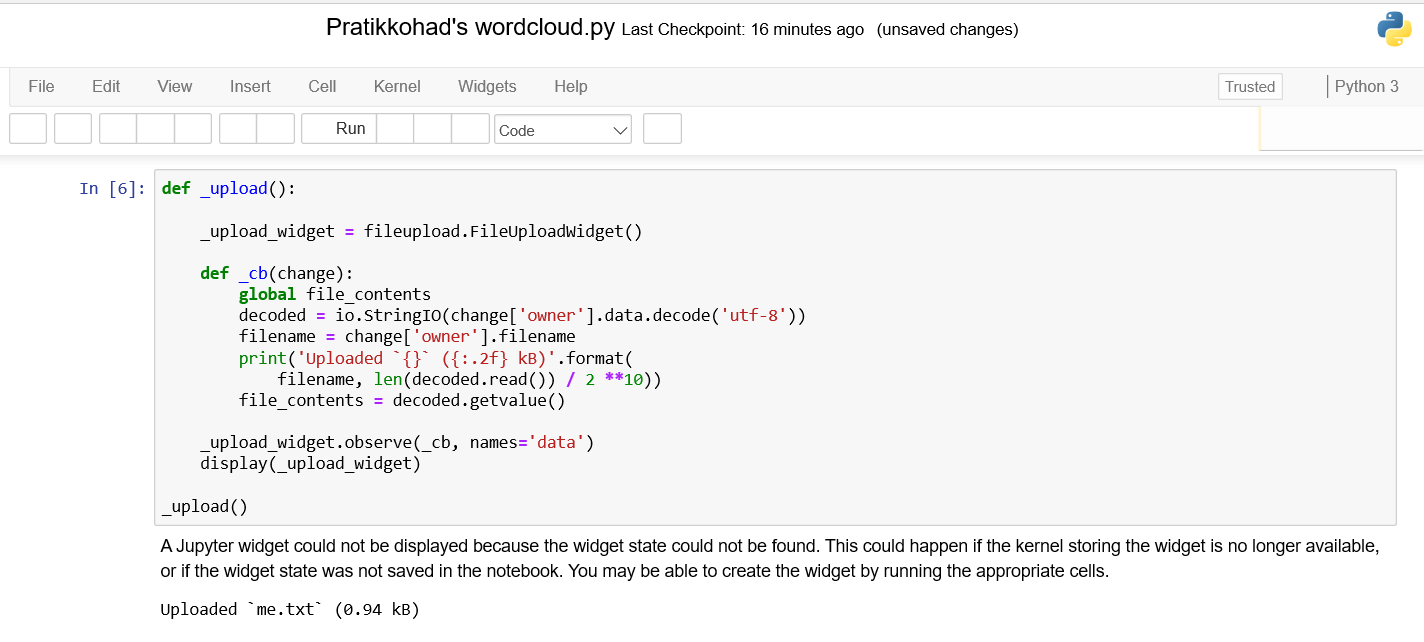 Pratikkohad's wordcloud.py Last Checkpoint: 16 minutes ago (unsaved changes)
File Edit View Insert Cell Kernel Widgets Help Trusted Python 3
Run Code
In [6]: def _upload():
    _upload_widget = fileupload.FileUploadWidget()
    def _cb(change):
        global file_contents
        decoded = io.StringIO(change['owner'].data.decode('utf-8'))
        filename = change['owner'].filename
        print('Uploaded `{}` ({:.2f} kB)'.format(
            filename, len(decoded.read()) / 2 **10))
        file_contents = decoded.getvalue()
    _upload_widget.observe(_cb, names='data')
    display(_upload_widget)
_upload()
A Jupyter widget could not be displayed because the widget state could not be found. This could happen if the kernel storing the widget is no longer available,
or if the widget state was not saved in the notebook. You may be able to create the widget by running the appropriate cells.
Uploaded `me.txt` (0.94 kB)